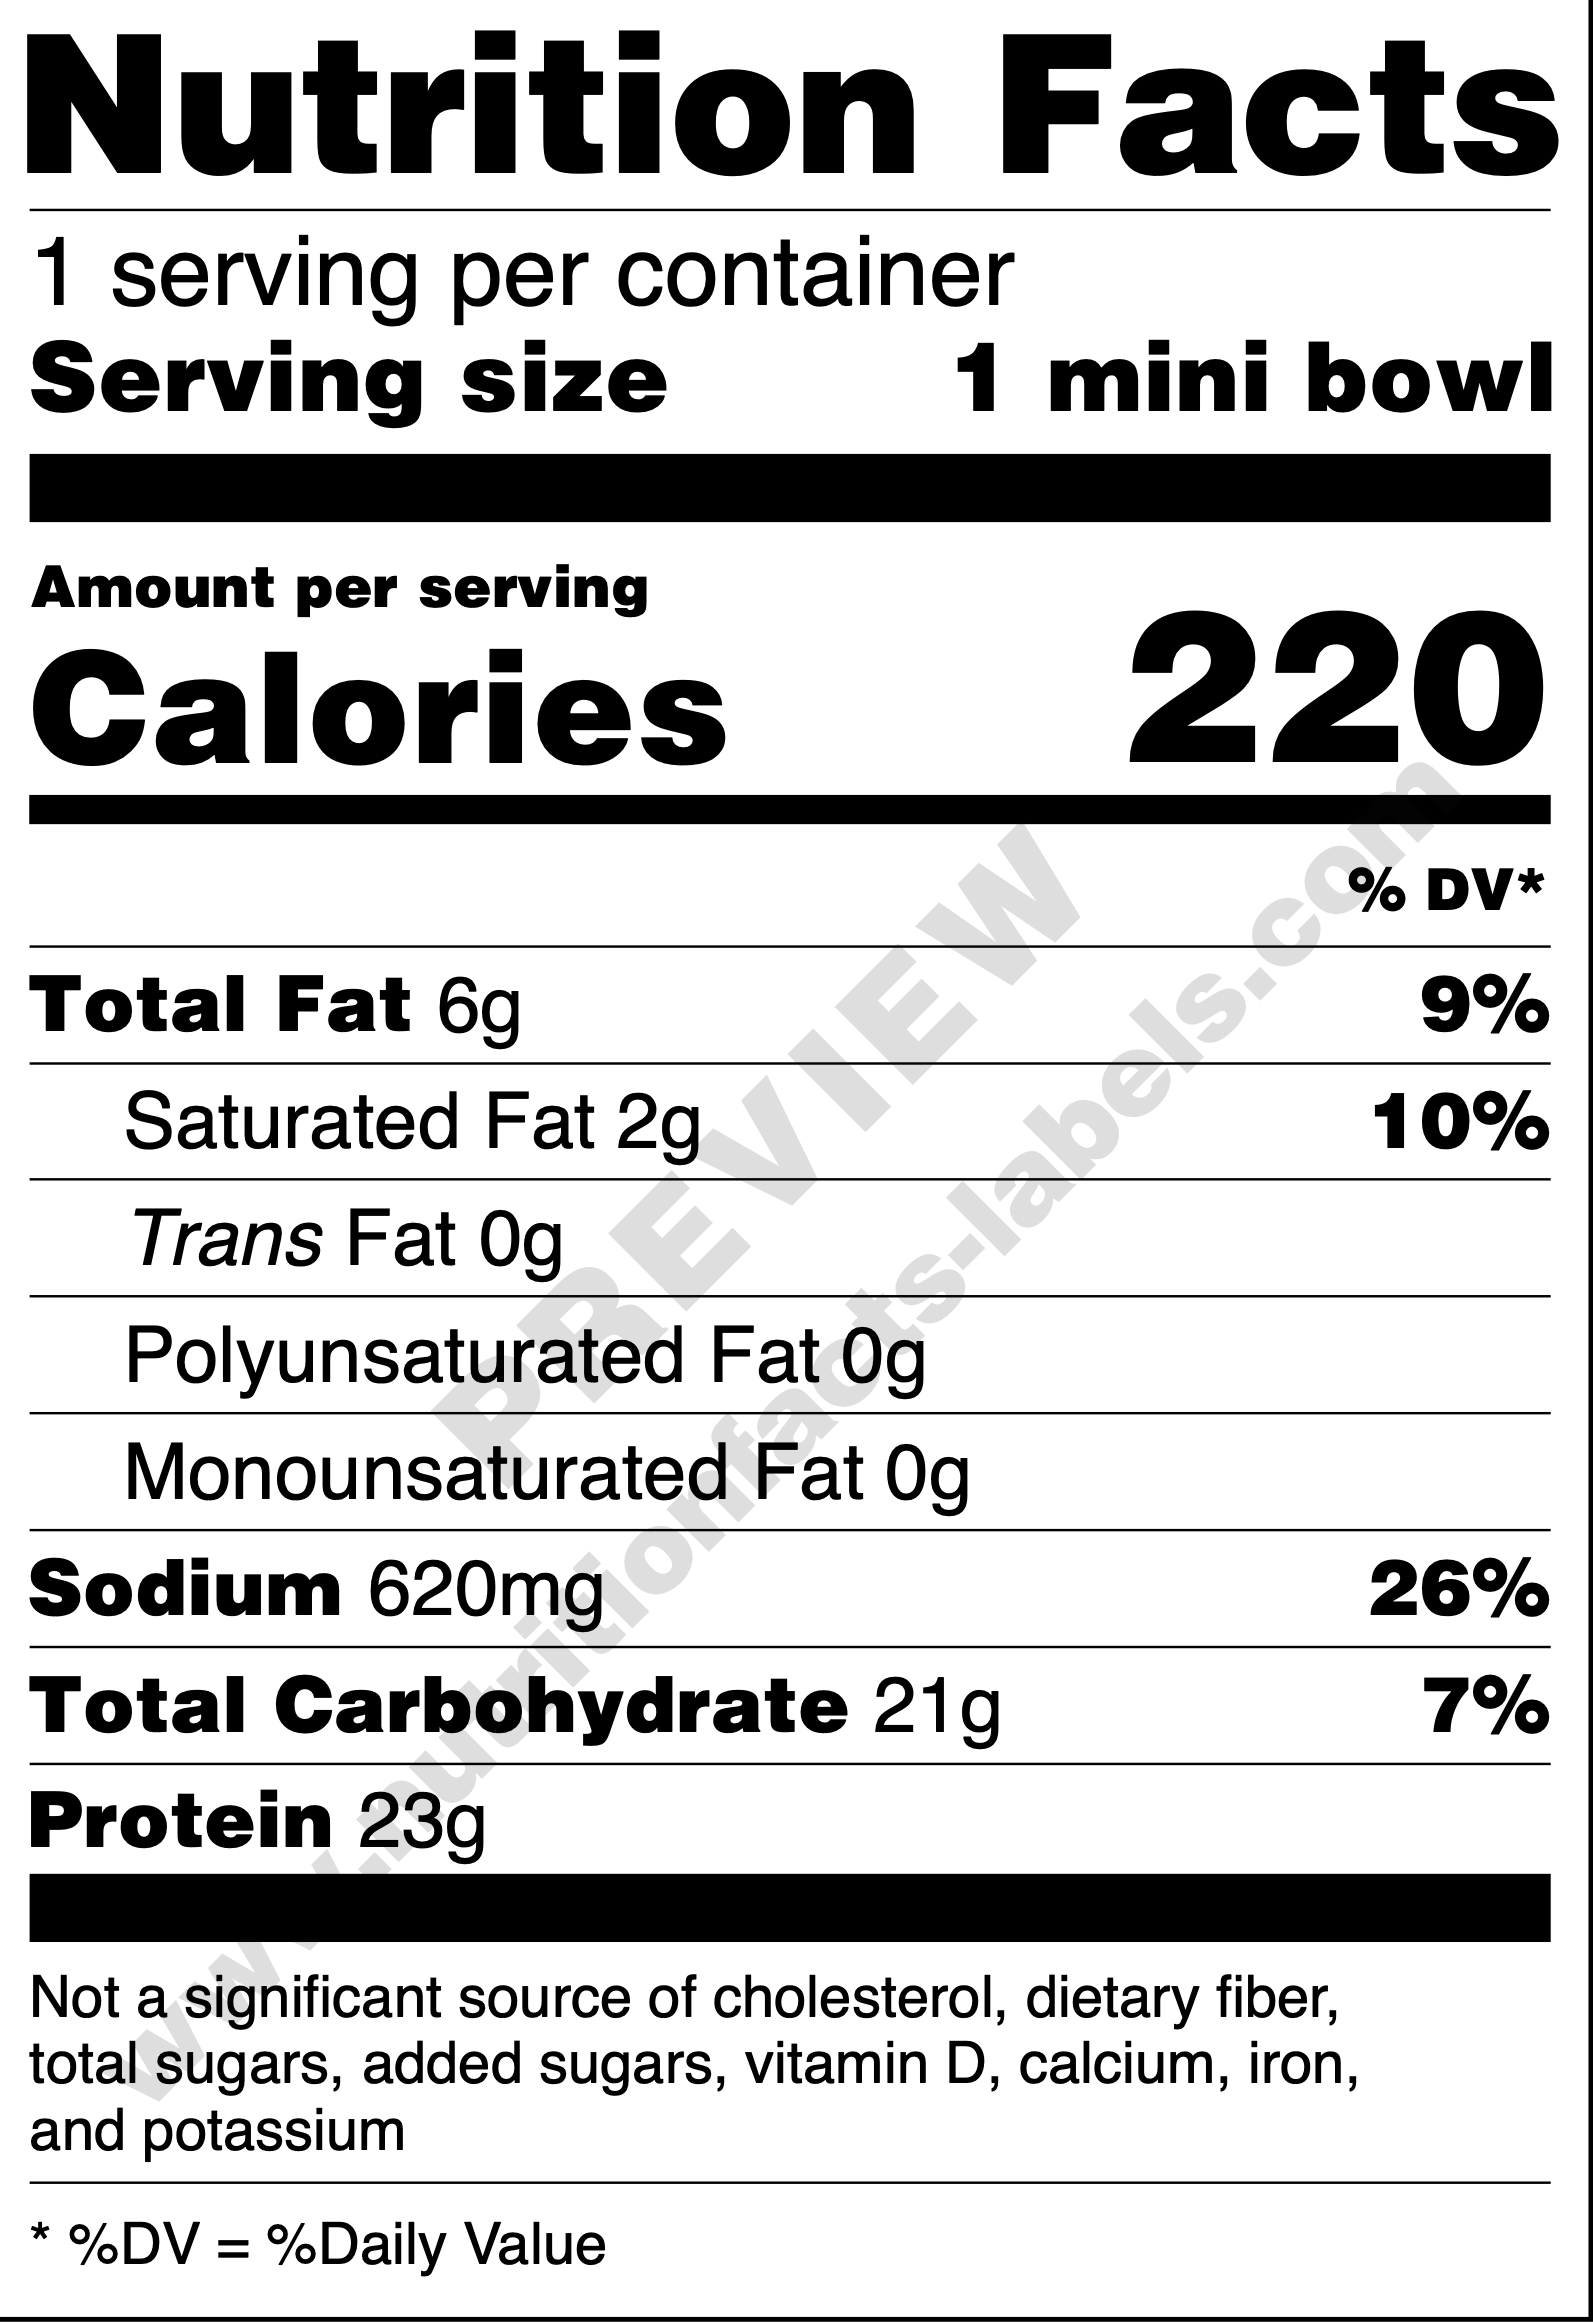 Nutrition Facts
1 serving per container
Serving size 1 mini bowl
Amount per serving
Calories 220
% DV*
Total Fat 6g 9%
Saturated Fat 2g 10%
Trans Fat 0g
Polyunsaturated Fat 0g
Monounsaturated Fat 0g
Sodium 620mg 26%
Total Carbohydrate 21g 7%
Protein 23g
Not a significant source of cholesterol, dietary fiber,
total sugars, added sugars, vitamin D, calcium, iron,
and potassium
* %DV = %Daily Value
PREVIEW
www.nutritionfacts-labels.com